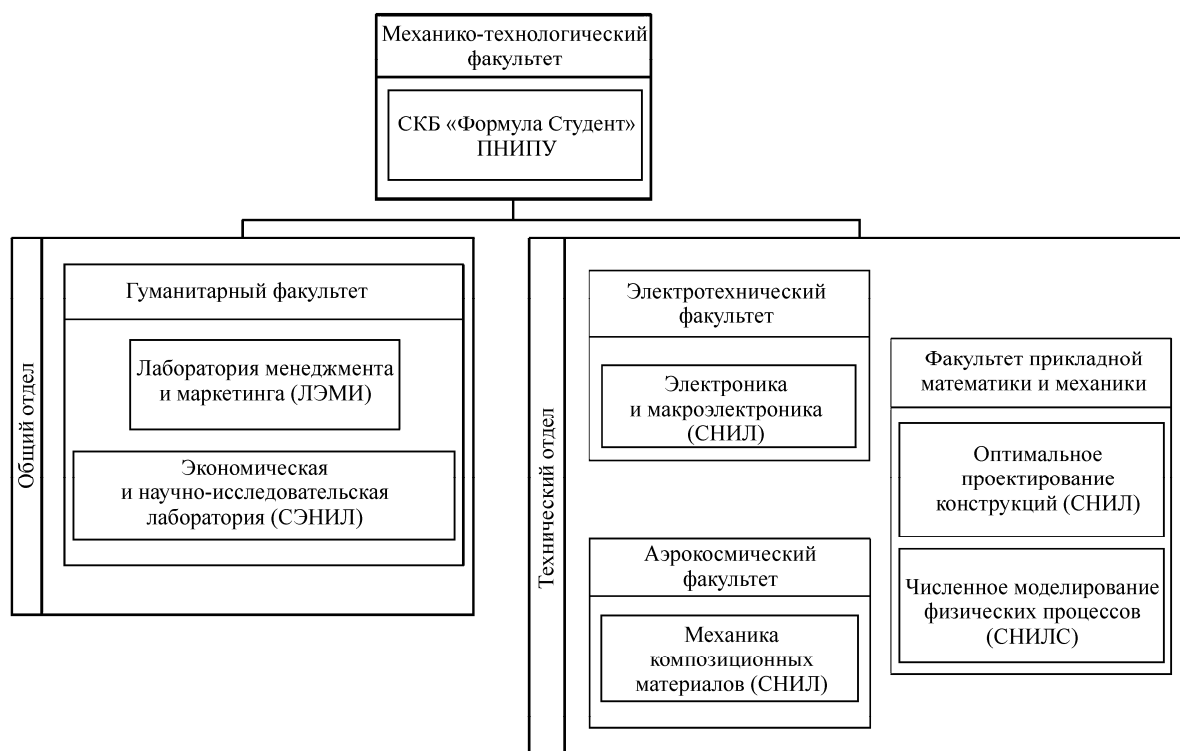 Механико-технологический
факультет
СКБ «Формула Студент»
ПНИПУ
Общий отдел
Гуманитарный факультет
Лаборатория менеджмента
и маркетинга (ЛЭМИ)
Экономическая
и научно-исследовательская
лаборатория (СЭНИЛ)
Технический отдел
Электротехнический
факультет
Электроника
и макроэлектроника
(СНИЛ)
Аэрокосмический
факультет
Механика
композиционных
материалов (СНИЛ)
Факультет прикладной
математики и механики
Оптимальное
проектирование
конструкций (СНИЛ)
Численное моделирование
физических процессов
(СНИЛС)